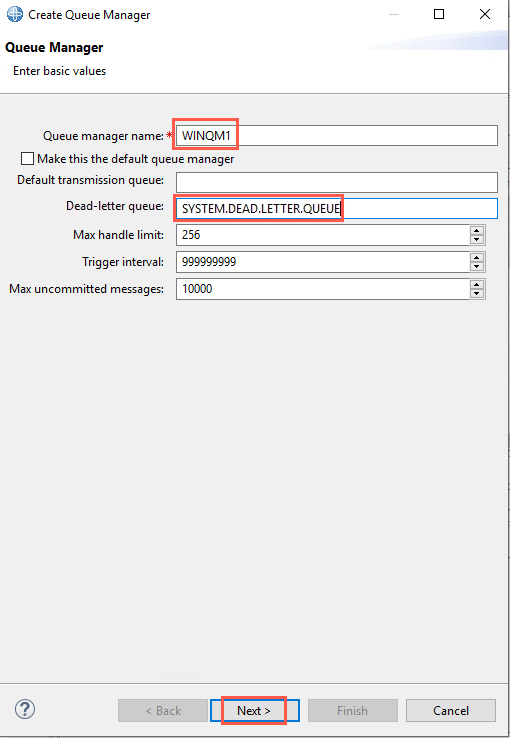 Create Queue Manager
Queue Manager
Enter basic values
Queue manager name:* WINQM1
Make this the default queue manager
Default transmission queue:
Dead-letter queue: SYSTEM.DEAD.LETTER.QUEUE
Max handle limit: 256
Trigger interval: 999999999
Max uncommitted messages: 10000
? < Back Next > Finish Cancel